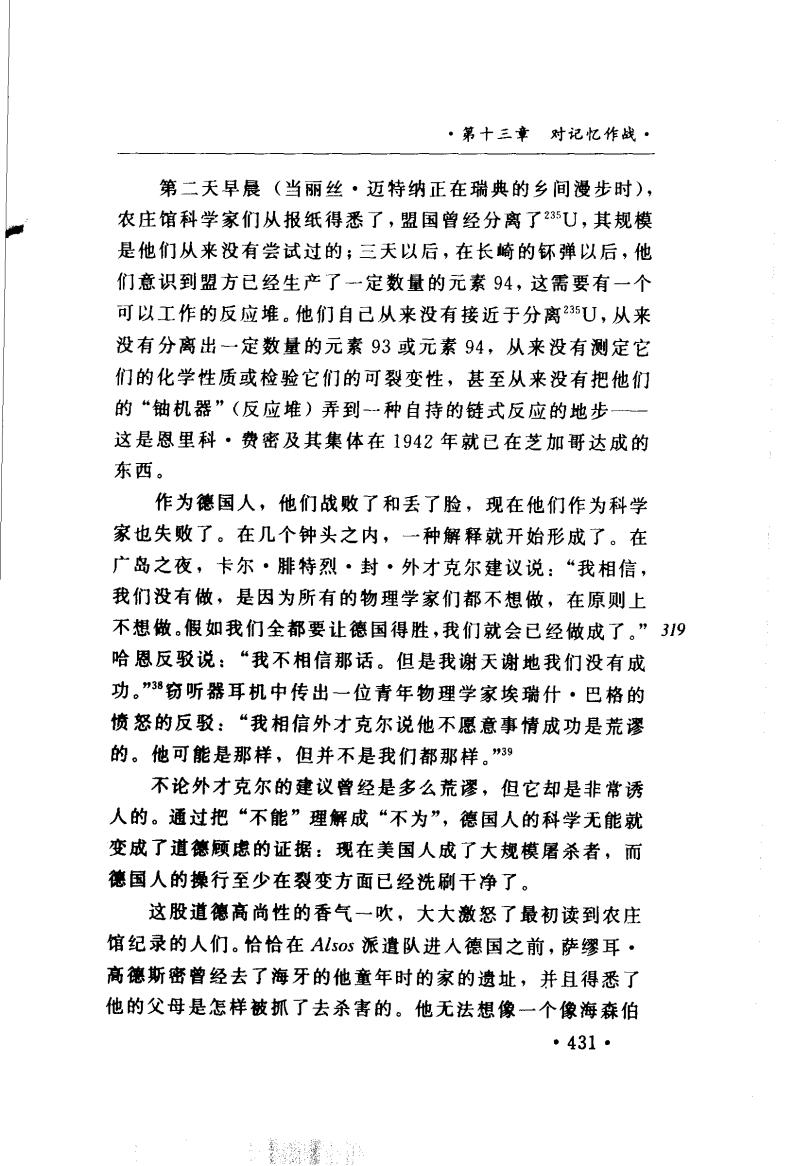 ·第十三章 对记忆作战·
第二天早晨（当丽丝·迈特纳正在瑞典的乡间漫步时），
农庄馆科学家们从报纸得悉了，盟国曾经分离了²³⁵U，其规模
是他们从来没有尝试过的；三天以后，在长崎的钚弹以后，他
们意识到盟方已经生产了一定数量的元素 94，这需要有一个
可以工作的反应堆。他们自己从来没有接近于分离²³⁵U，从来
没有分离出一定数量的元素 93 或元素 94，从来没有测定它
们的化学性质或检验它们的可裂变性，甚至从来没有把他们
的“铀机器”（反应堆）弄到一种自持的链式反应的地步——
这是恩里科·费密及其集体在 1942 年就已在芝加哥达成的
东西。
作为德国人，他们战败了和丢了脸，现在他们作为科学
家也失败了。在几个钟头之内，一种解释就开始形成了。在
广岛之夜，卡尔·腓特烈·封·外才克尔建议说：“我相信，
我们没有做，是因为所有的物理学家们都不想做，在原则上
不想做。假如我们全都要让德国得胜，我们就会已经做成了。” 319
哈恩反驳说：“我不相信那话。但是我谢天谢地我们没有成
功。”³⁸窃听器耳机中传出一位青年物理学家埃瑞什·巴格的
愤怒的反驳：“我相信外才克尔说他不愿意事情成功是荒谬
的。他可能是那样，但并不是我们都那样。”³⁹
不论外才克尔的建议曾经是多么荒谬，但它却是非常诱
人的。通过把“不能”理解成“不为”，德国人的科学无能就
变成了道德顾虑的证据：现在美国人成了大规模屠杀者，而
德国人的操行至少在裂变方面已经洗刷干净了。
这股道德高尚性的香气一吹，大大激怒了最初读到农庄
馆纪录的人们。恰恰在 Alsos 派遣队进入德国之前，萨缪耳·
高德斯密曾经去了海牙的他童年时的家的遗址，并且得悉了
他的父母是怎样被抓了去杀害的。他无法想像一个像海森伯
·431·